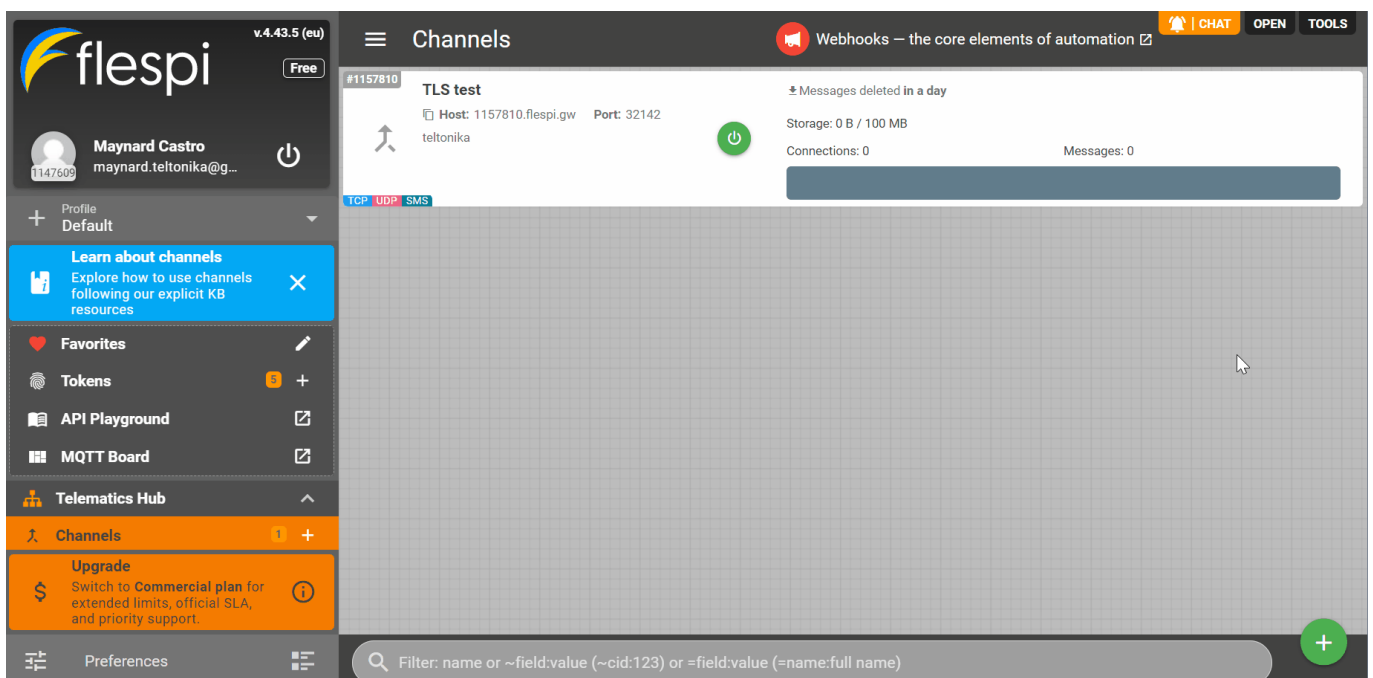 flespi
v.4.43.5 (eu)
Free
Maynard Castro
maynard.teltonika@g...
1147609
Profile
Default
Learn about channels
Explore how to use channels
following our explicit KB
resources
Favorites
Tokens 5
API Playground
MQTT Board
Telematics Hub
Channels 1
Upgrade
Switch to Commercial plan for
extended limits, official SLA,
and priority support.
Preferences
Channels
Webhooks — the core elements of automation
CHAT OPEN TOOLS
#1157810
TLS test
Host: 1157810.flespi.gw Port: 32142
teltonika
TCP UDP SMS
Messages deleted in a day
Storage: 0 B / 100 MB
Connections: 0 Messages: 0
Filter: name or ~field:value (~cid:123) or =field:value (=name:full name)